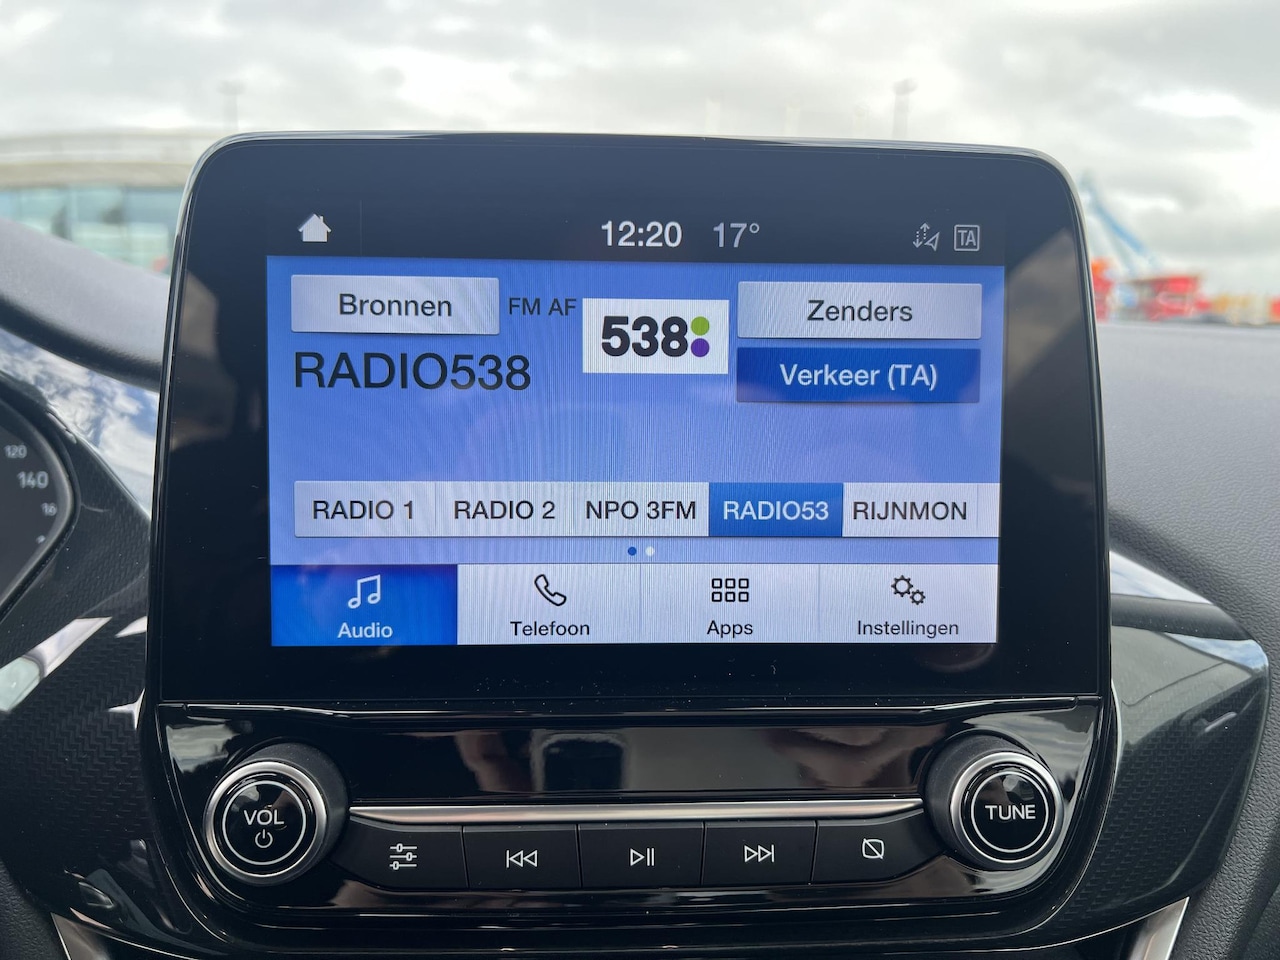 12:20 17°
TA
Bronnen
FM AF
538
Zenders
RADIO538
Verkeer (TA)
RADIO 1
RADIO 2
NPO 3FM
RADIO53
RIJNMON
Audio
Telefoon
Apps
Instellingen
120
140
VOL
TUNE